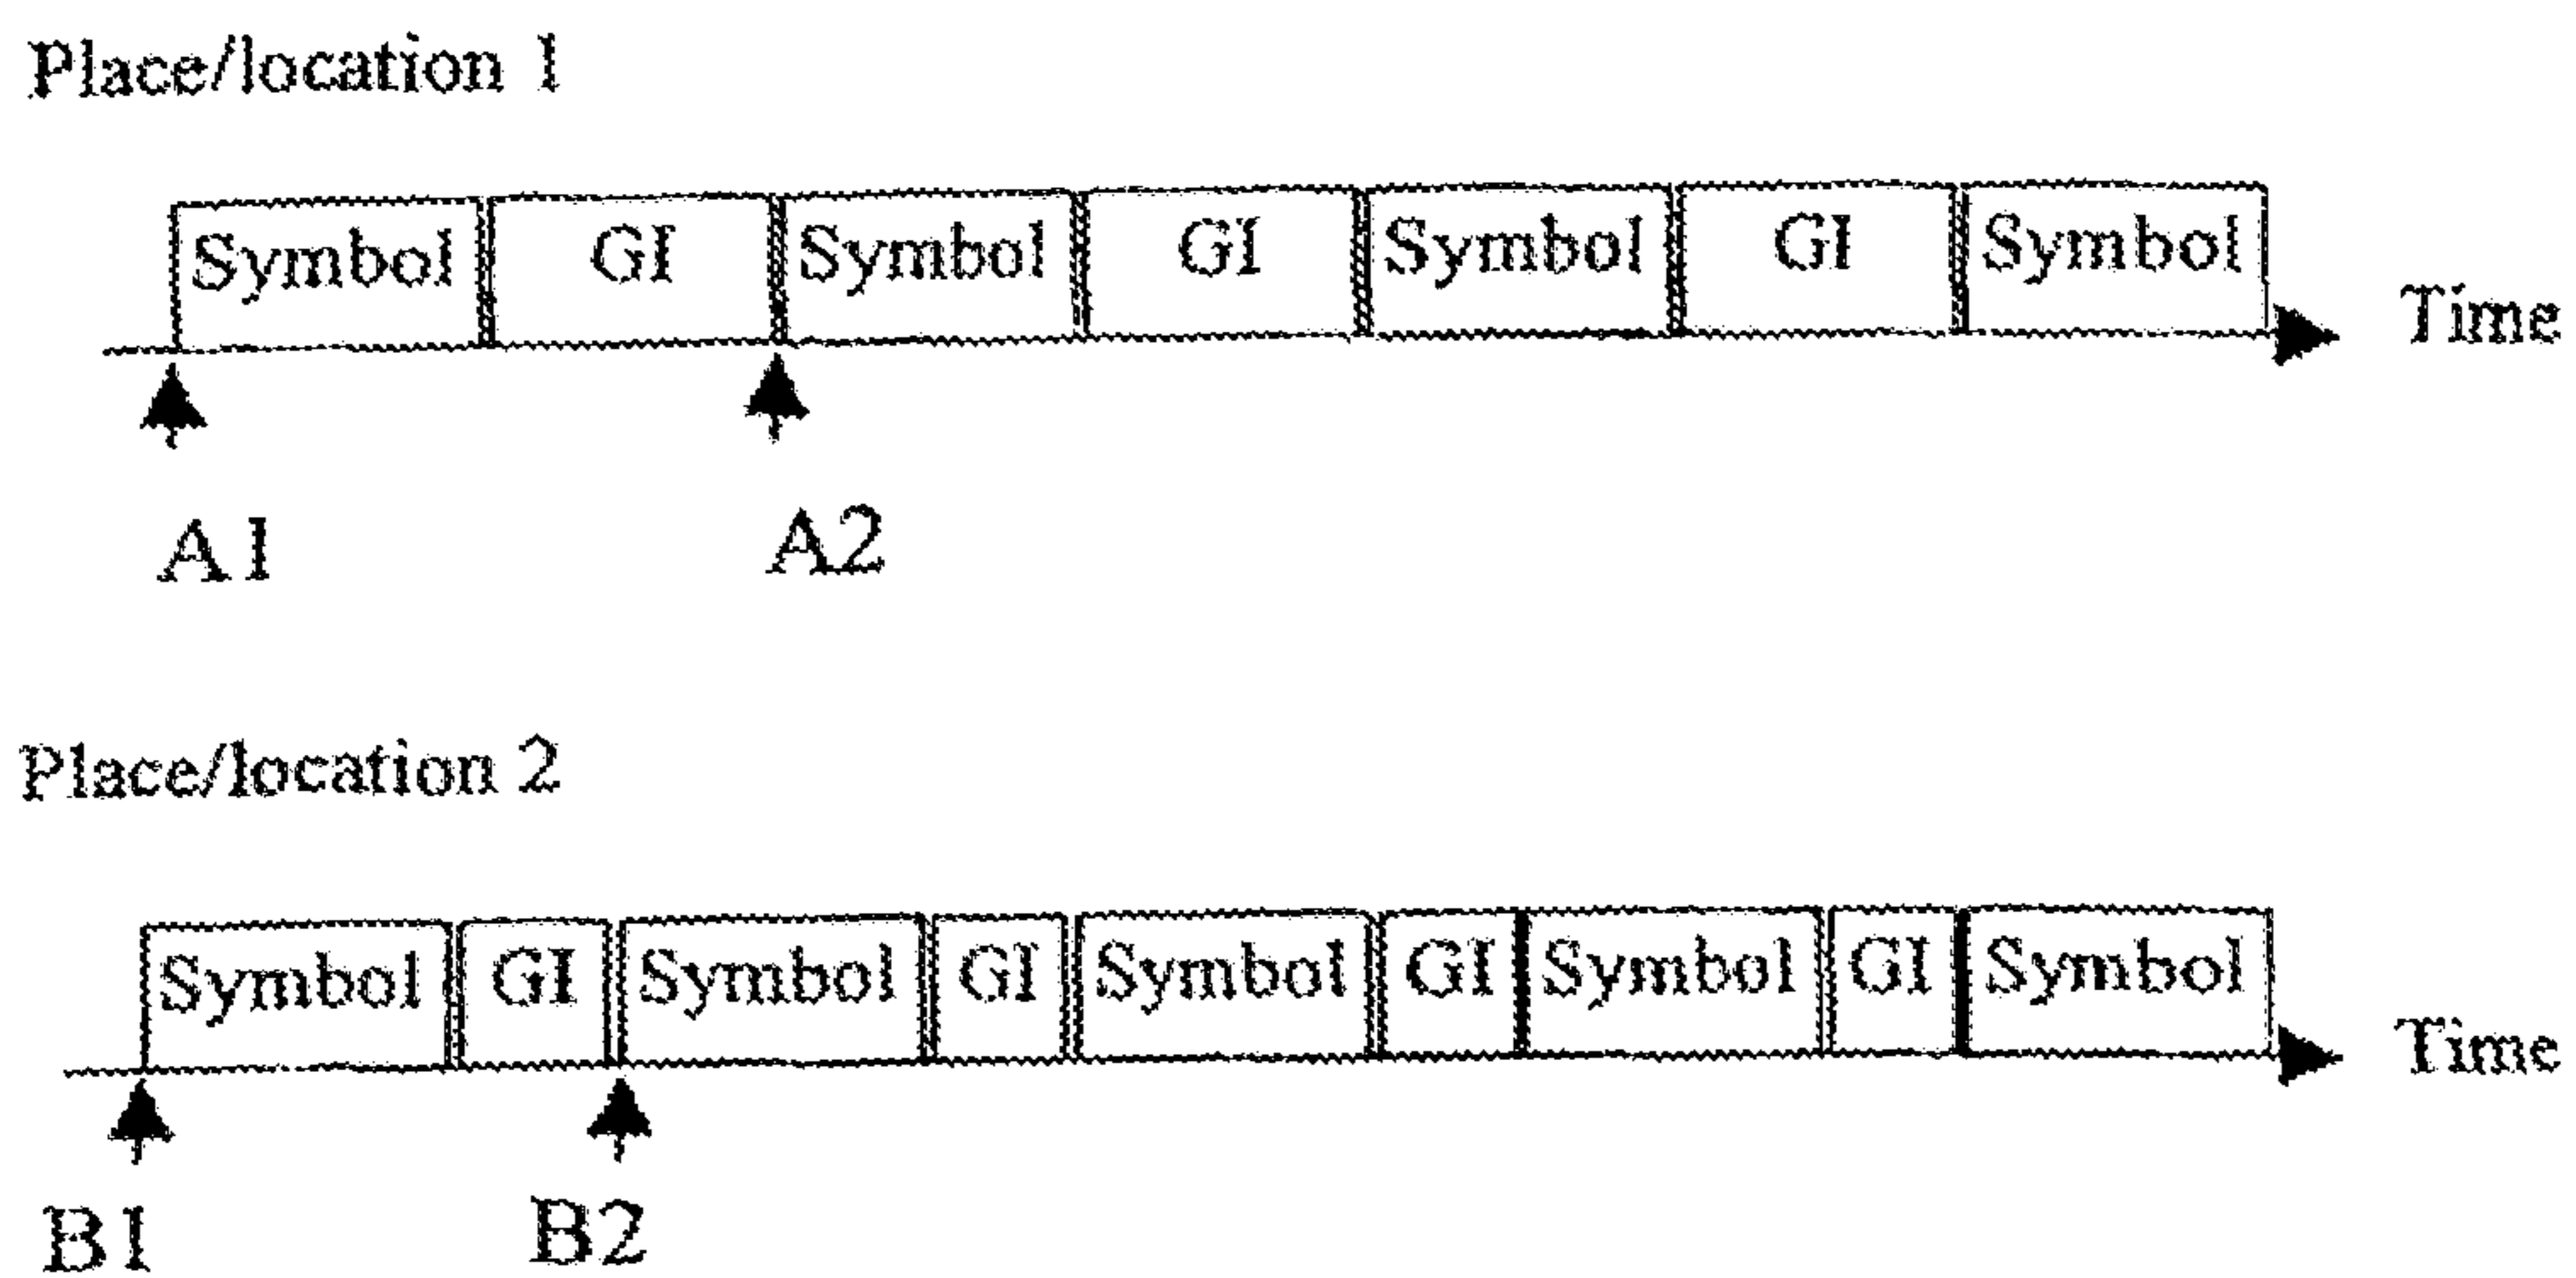 Place/location 1
Symbol GI Symbol GI Symbol GI Symbol
Time
A1 A2
Place/location 2
Symbol GI Symbol GI Symbol GI Symbol GI Symbol
Time
B1 B2